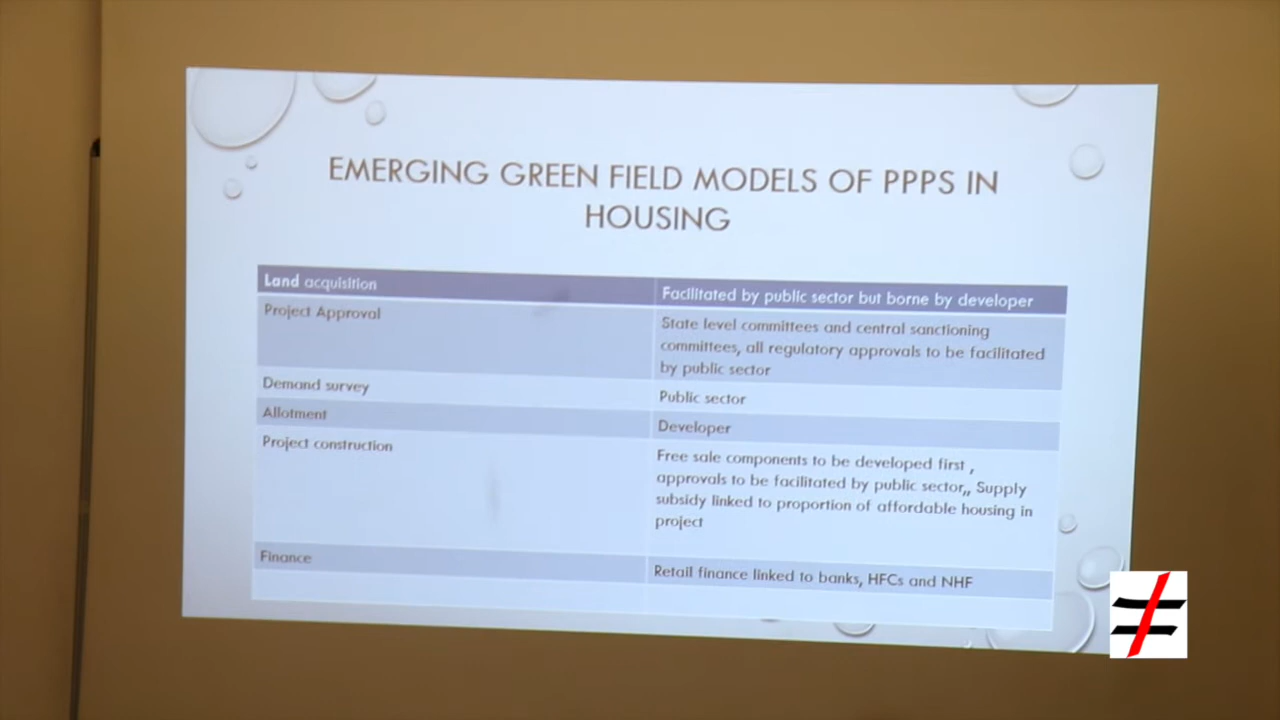 EMERGING GREEN FIELD MODELS OF PPPS IN
HOUSING
Land acquisition
Facilitated by public sector but borne by developer
Project Approval
State level committees and central sanctioning
committees, all regulatory approvals to be facilitated
by public sector
Demand survey
Public sector
Allotment
Developer
Project construction
Free sale components to be developed first ,
approvals to be facilitated by public sector,, Supply
subsidy linked to proportion of affordable housing in
project
Finance
Retail finance linked to banks, HFCs and NHF